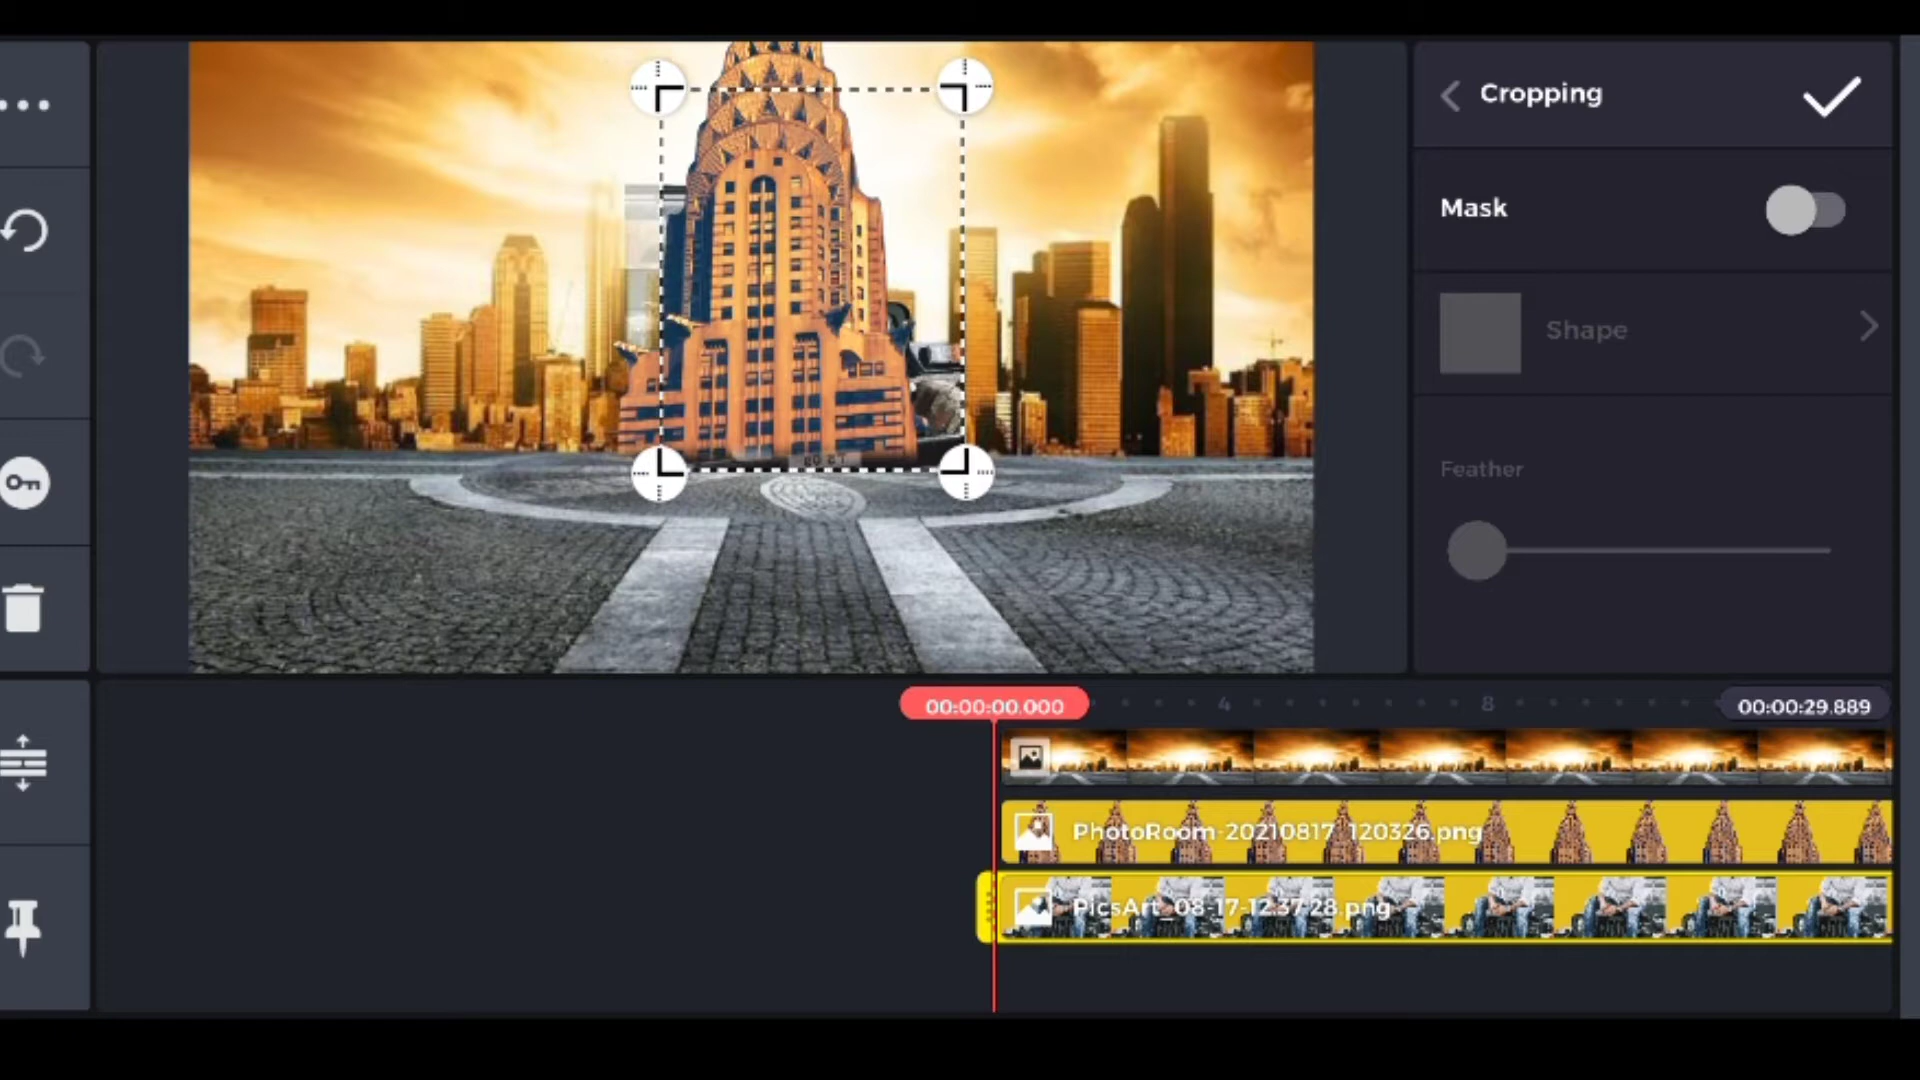 Cropping
Mask
Shape
Feather
00:00:00.000
4
8
00:00:29.889
PhotoRoom-20210817_120326.png
PicsArt_08-17-12.37.28.png